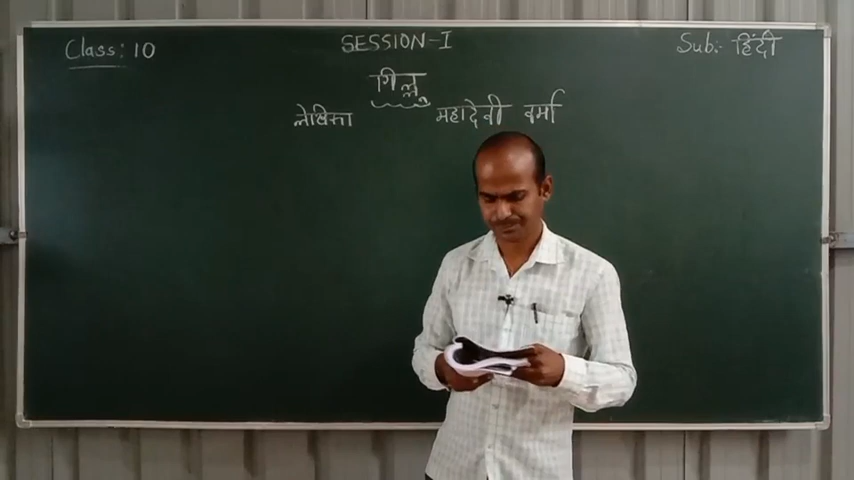 Class: 10 SESSION-I Sub:- हिंदी
गिल्लू
लेखिका महादेवी वर्मा